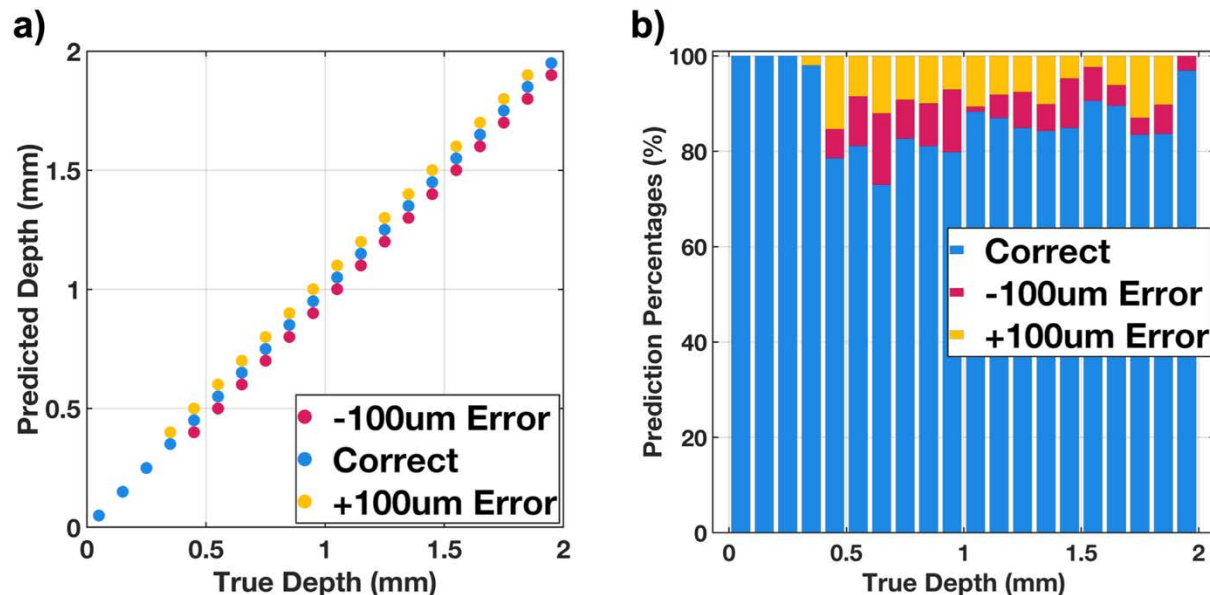 a)
Predicted Depth (mm)
2
1.5
1
0.5
0
-100um Error
Correct
+100um Error
0 0.5 1 1.5 2
True Depth (mm)
b)
Prediction Percentages (%)
100
80
60
40
20
0
Correct
-100um Error
+100um Error
0 0.5 1 1.5 2
True Depth (mm)